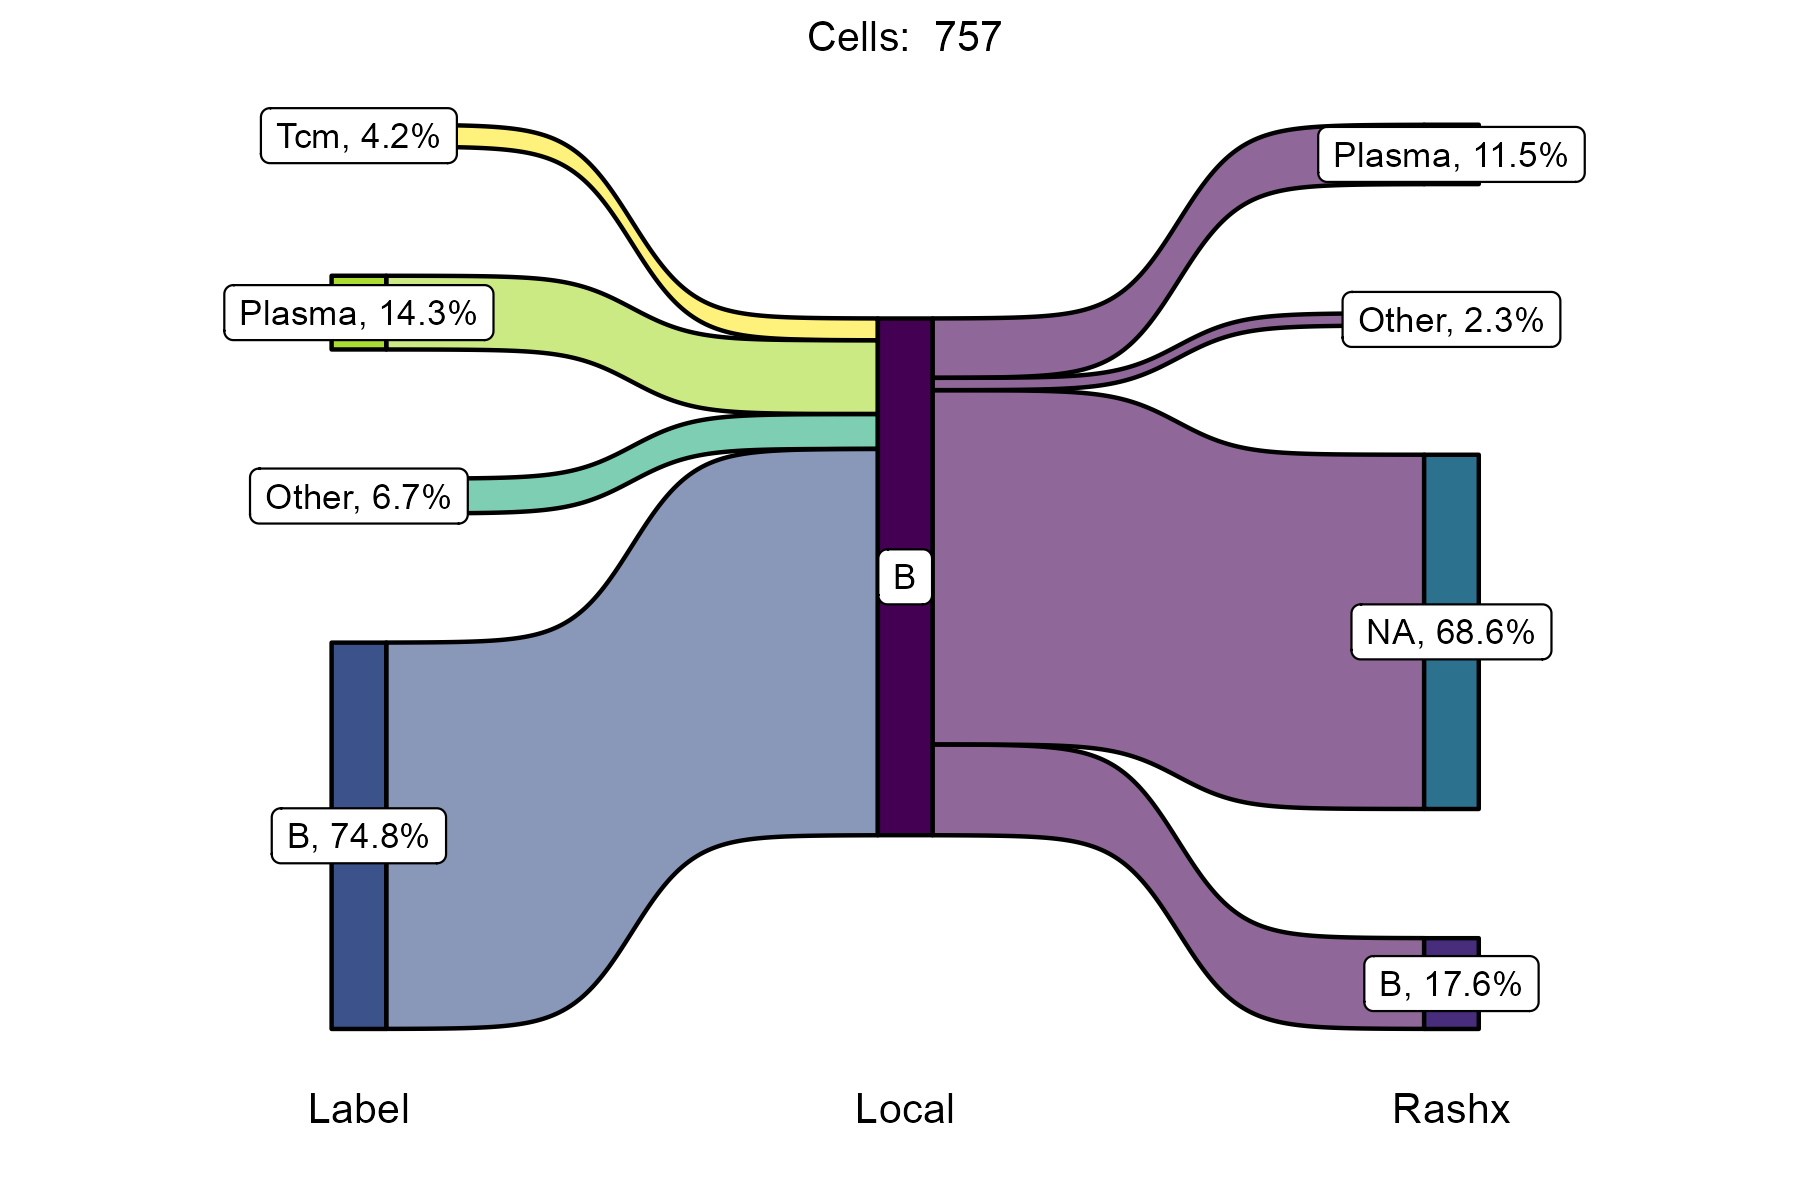 Cells:  757
Tcm, 4.2%
Plasma, 11.5%
Plasma, 14.3%
Other, 2.3%
Other, 6.7%
B
NA, 68.6%
B, 74.8%
B, 17.6%
Label
Local
Rashx